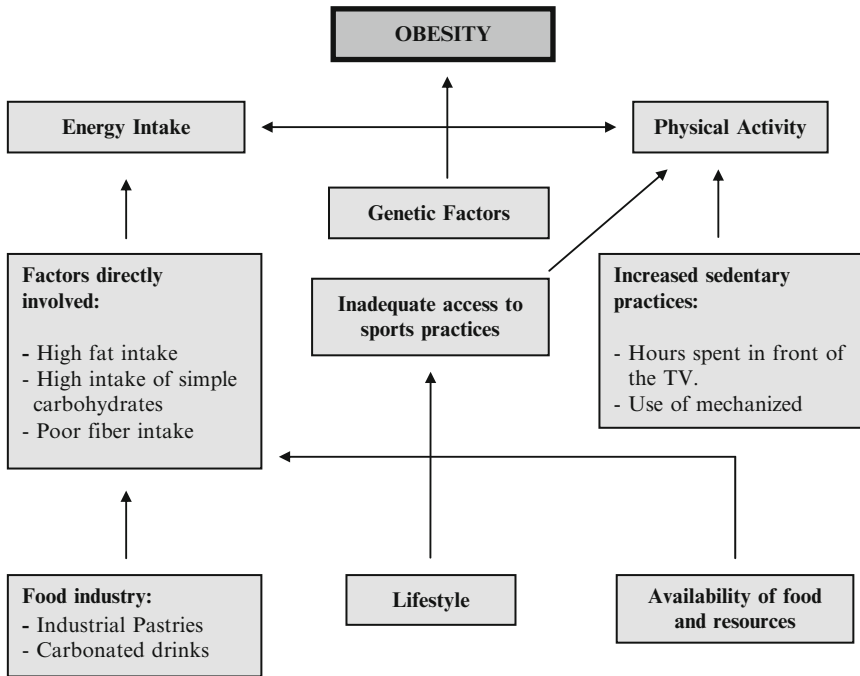 OBESITY
Energy Intake
Physical Activity
Genetic Factors
Factors directly
involved:
- High fat intake
- High intake of simple
carbohydrates
- Poor fiber intake
Inadequate access to
sports practices
Increased sedentary
practices:
- Hours spent in front of
the TV.
- Use of mechanized
Food industry:
- Industrial Pastries
- Carbonated drinks
Lifestyle
Availability of food
and resources